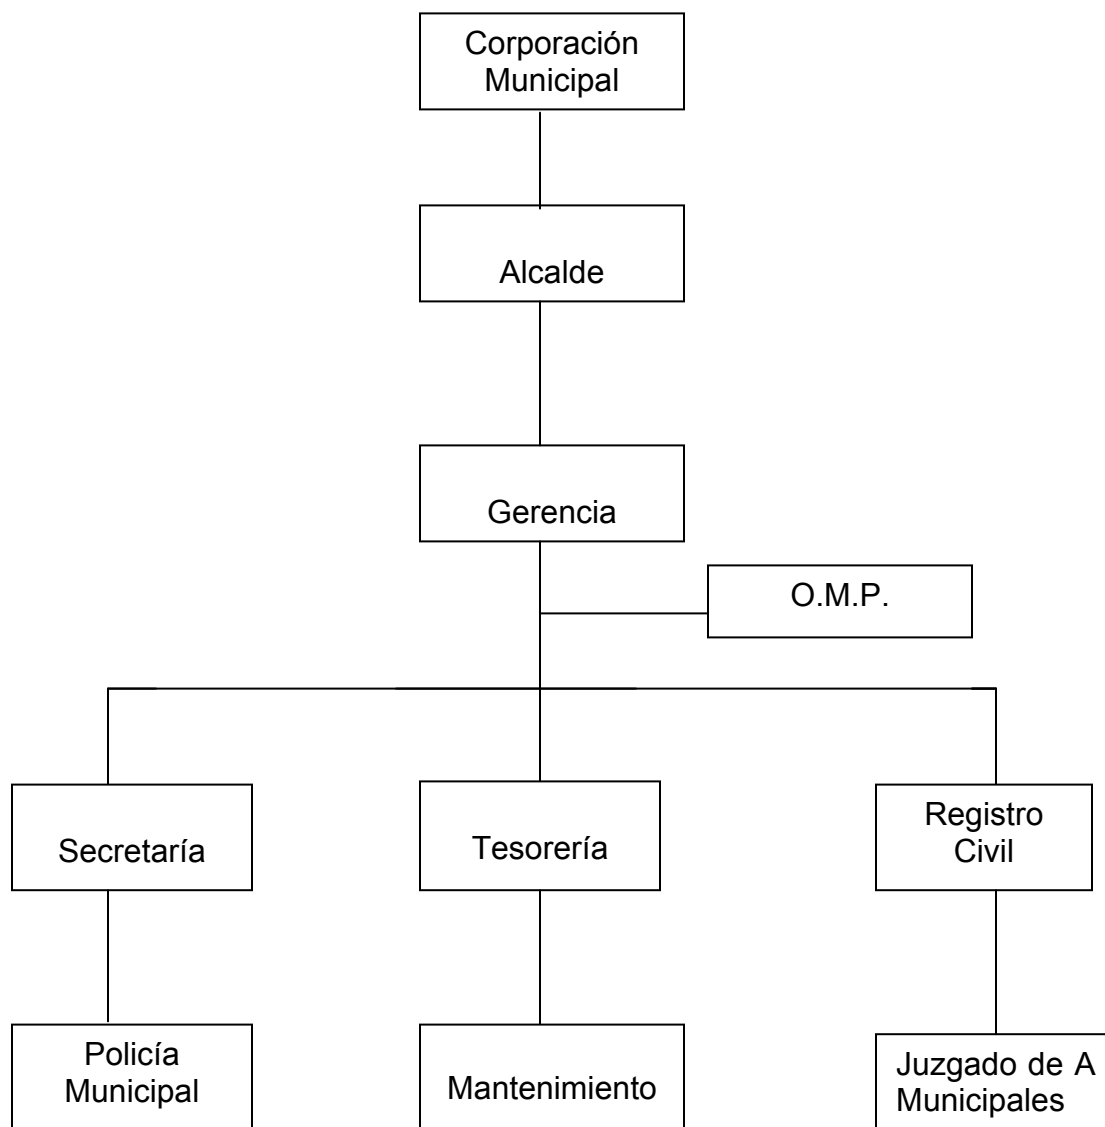 Corporación
Municipal
Alcalde
Gerencia
O.M.P.
Secretaría
Tesorería
Registro
Civil
Policía
Municipal
Mantenimiento
Juzgado de A
Municipales